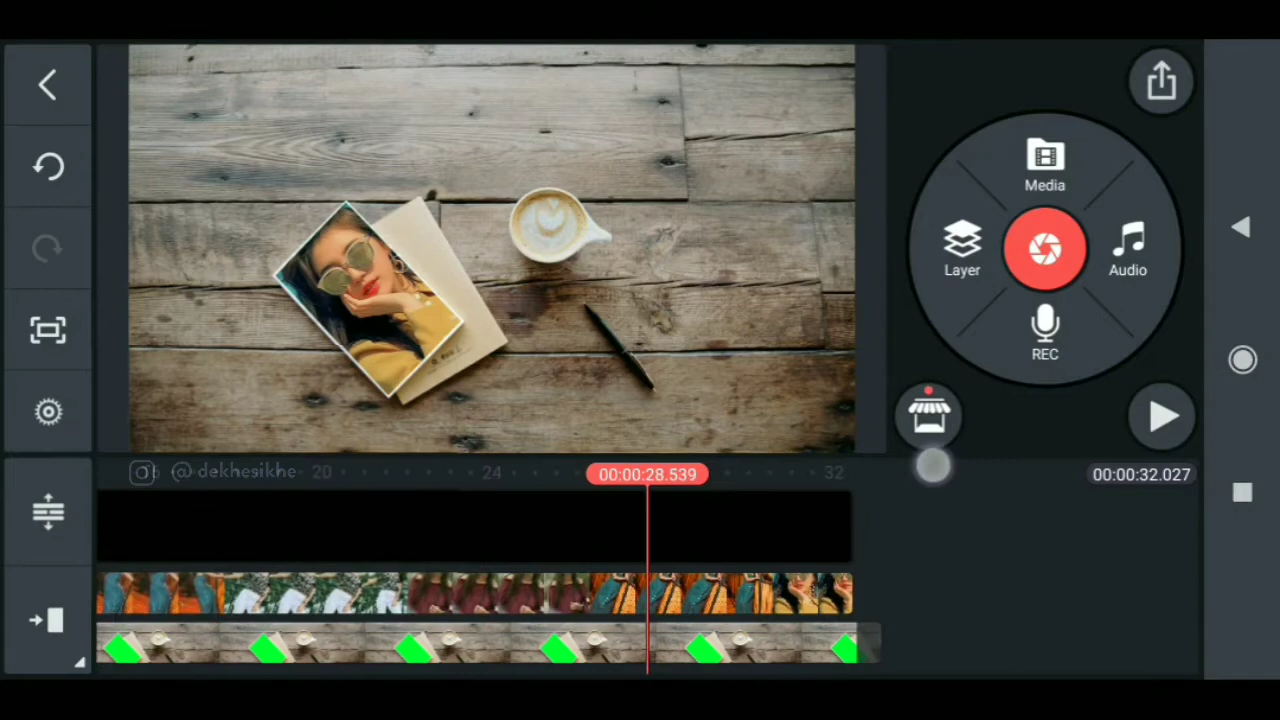 Media
Layer
Audio
REC
@dekhesikhe
20
24
00:00:28.539
32
00:00:32.027